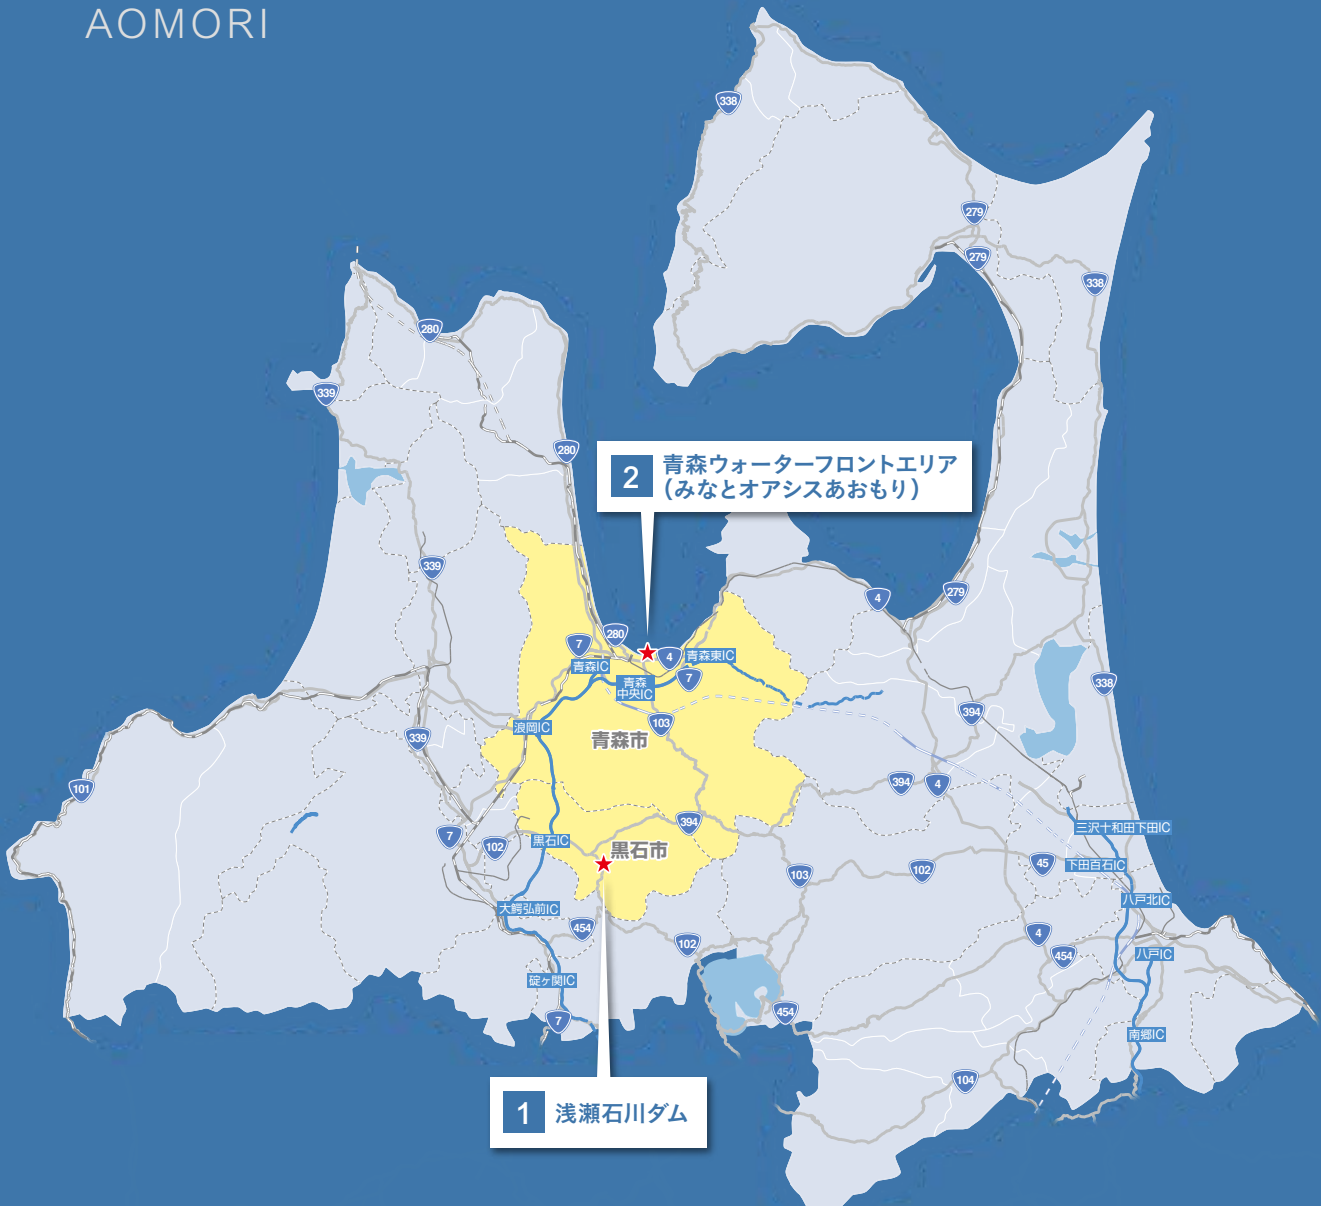 AOMORI
338
279
279
338
280
339
280
2
青森ウォーターフロントエリア
（みなとオアシスあおもり）
339
4
279
7
280
4
青森東IC
青森IC
7
青森
中央IC
338
浪岡IC
103
394
339
青森市
101
394
4
7
102
黒石IC
394
三沢十和田下田IC
黒石市
45
下田百石IC
103
102
大鰐弘前IC
八戸北IC
454
102
4
454
八戸IC
碇ヶ関IC
7
454
南郷IC
104
1
浅瀬石川ダム